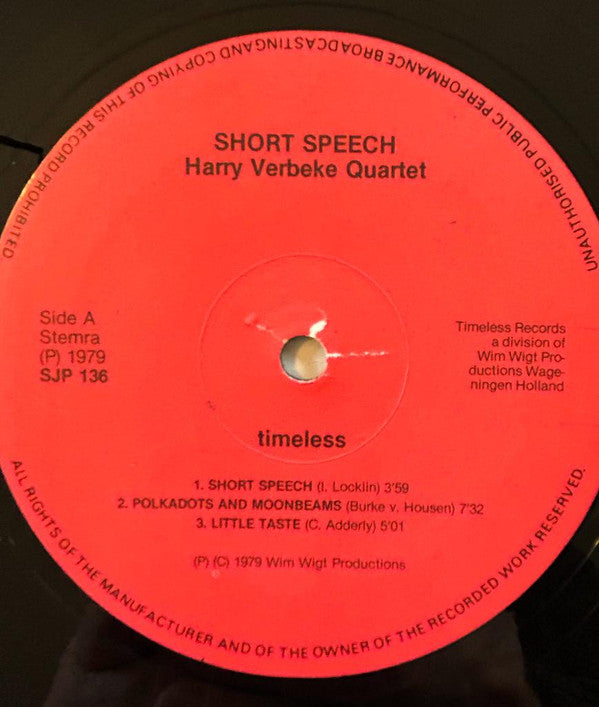 UNAUTHORISED PUBLIC PERFORMANCE BROADCASTING AND COPYING OF THIS RECORD PROHIBITED
SHORT SPEECH
Harry Verbeke Quartet
Side A
Stemra
(P) 1979
SJP 136
Timeless Records
a division of
Wim Wigt Pro-
ductions Wage-
ningen Holland
timeless
1. SHORT SPEECH (I. Locklin) 3'59
2. POLKADOTS AND MOONBEAMS (Burke v. Housen) 7'32
3. LITTLE TASTE (C. Adderly) 5'01
(P) (C) 1979 Wim Wigt Productions
ALL RIGHTS OF THE MANUFACTURER AND OF THE OWNER OF THE RECORDED WORK RESERVED.